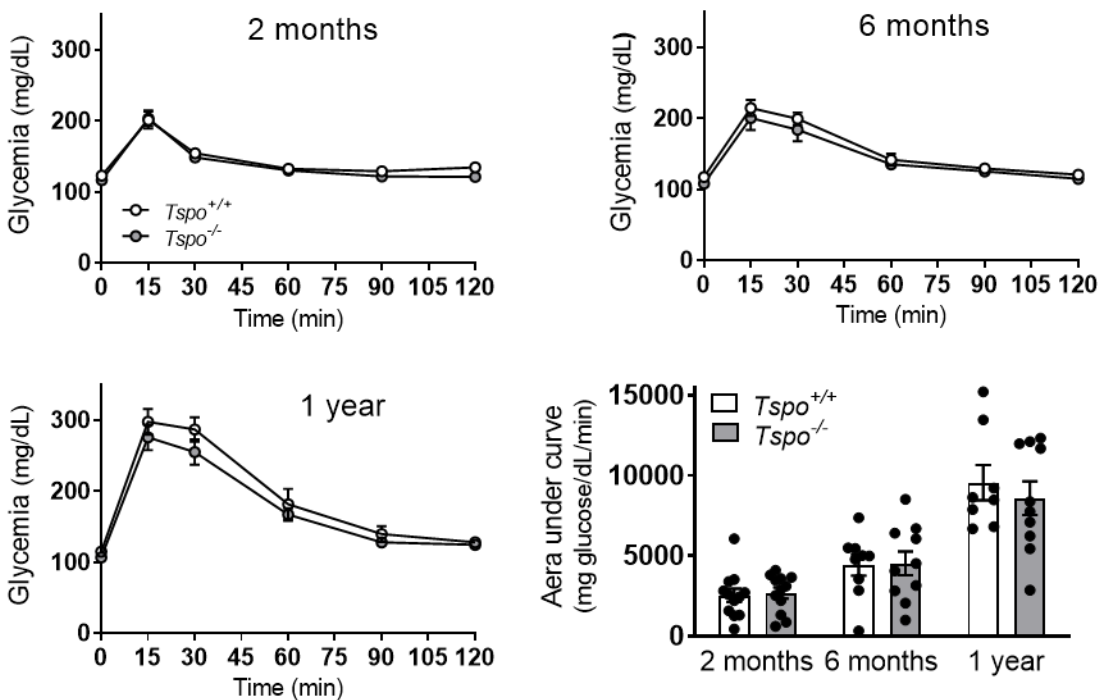 2 months
Glycemia (mg/dL)
300
200
100
0
Tspo+/+
Tspo-/-
0 15 30 45 60 75 90 105 120
Time (min)
6 months
Glycemia (mg/dL)
300
200
100
0
0 15 30 45 60 75 90 105 120
Time (min)
1 year
Glycemia (mg/dL)
300
200
100
0
0 15 30 45 60 75 90 105 120
Time (min)
Aera under curve
(mg glucose/dL/min)
15000
10000
5000
0
Tspo+/+
Tspo-/-
2 months 6 months 1 year